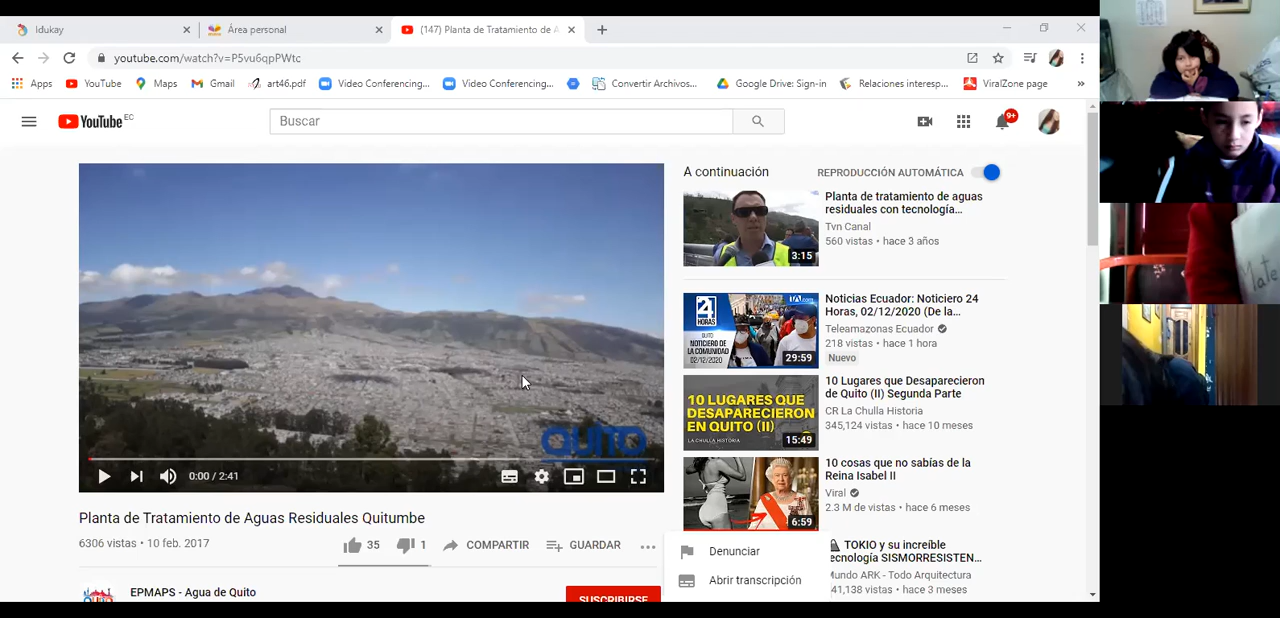 Idukay
Área personal
(147) Planta de Tratamiento de A
youtube.com/watch?v=P5vu6qpPWtc
Apps
YouTube
Maps
Gmail
r446.pdf
Video Conferencing...
Video Conferencing...
Convertir Archivos...
Google Drive: Sign-in
Relaciones interesp...
ViralZone page
»
YouTube EC
Buscar
9+
QUITO
0:00 / 2:41
Planta de Tratamiento de Aguas Residuales Quitumbe
6306 vistas • 10 feb. 2017
35
1
COMPARTIR
GUARDAR
EPMAPS - Agua de Quito
SUSCRIBIRSE
Denunciar
Abrir transcripción
A continuación
REPRODUCCIÓN AUTOMÁTICA
Planta de tratamiento de aguas
residuales con tecnología...
Tvn Canal
560 vistas • hace 3 años
3:15
Noticias Ecuador: Noticiero 24
Horas, 02/12/2020 (De la...
Teleamazonas Ecuador
218 vistas • hace 1 hora
Nuevo
24
HORAS
QUITO
NOTICIERO DE
LA COMUNIDAD
02/12/2020
29:59
10 Lugares que Desaparecieron
de Quito (II) Segunda Parte
CR La Chulla Historia
345,124 vistas • hace 10 meses
10 LUGARES QUE
DESAPARECIERON
EN QUITO (II)
LA CHULLA HISTORIA
15:49
10 cosas que no sabías de la
Reina Isabel II
Viral
2.3 M de vistas • hace 6 meses
6:59
TOKIO y su increíble
ecnología SISMORRESISTEN...
Mundo ARK - Todo Arquitectura
41,138 vistas • hace 3 meses
Mate